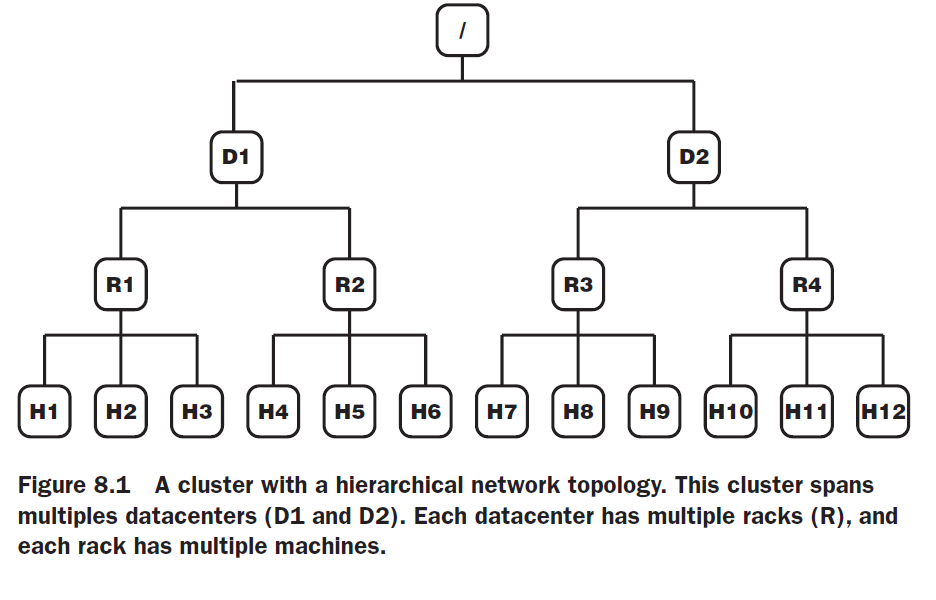 /
D1 D2
R1 R2 R3 R4
H1 H2 H3 H4 H5 H6 H7 H8 H9 H10 H11 H12
Figure 8.1 A cluster with a hierarchical network topology. This cluster spans
multiples datacenters (D1 and D2). Each datacenter has multiple racks (R), and
each rack has multiple machines.